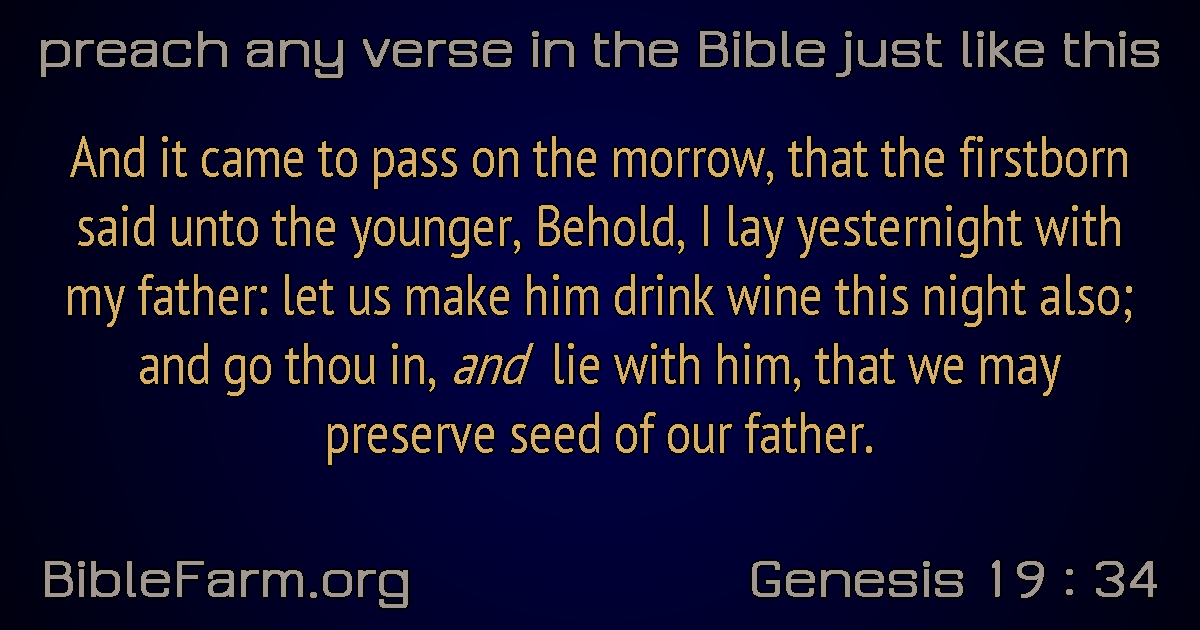 preach any verse in the Bible just like this
And it came to pass on the morrow, that the firstborn
said unto the younger, Behold, I lay yesternight with
my father: let us make him drink wine this night also;
and go thou in, and lie with him, that we may
preserve seed of our father.
BibleFarm.org
Genesis 19 : 34